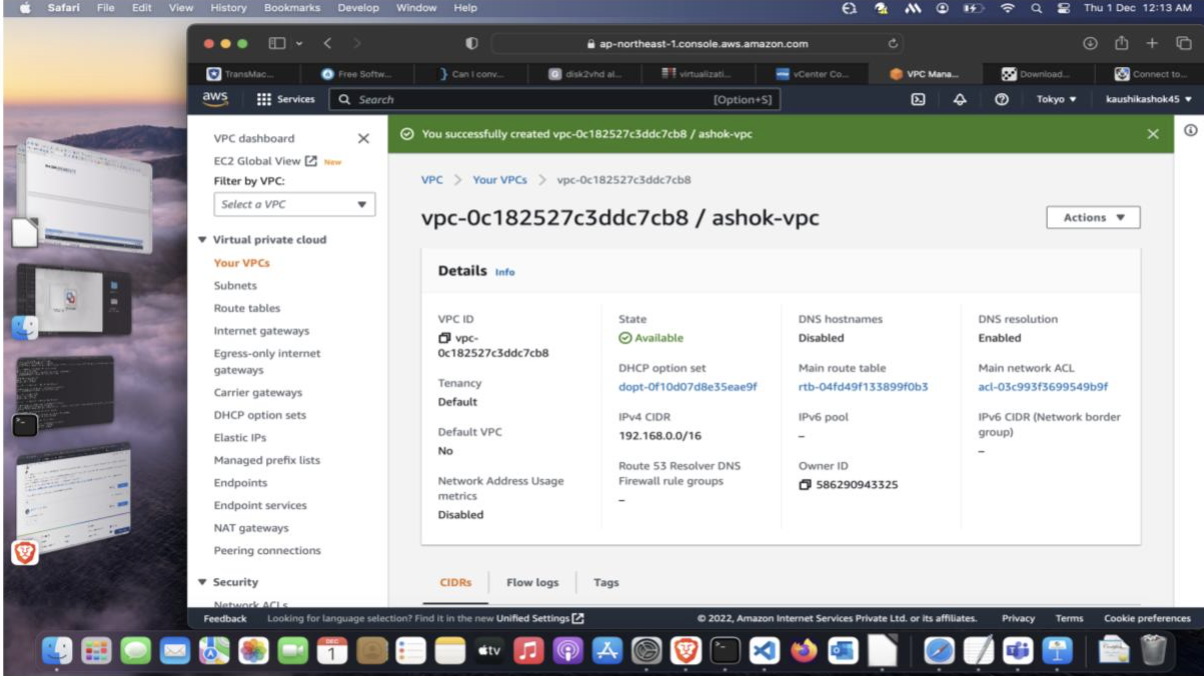 Safari File Edit View History Bookmarks Develop Window Help
Thu 1 Dec 12:13 AM
ap-northeast-1.console.aws.amazon.com
TransMac...
Free Softw...
Can I conv...
disk2vhd al...
virtualizati...
vCenter Co...
VPC Mana...
Download...
Connect to...
aws
Services
Search
[Option+S]
Tokyo
kaushikashok45
VPC dashboard
EC2 Global View New
Filter by VPC:
Select a VPC
Virtual private cloud
Your VPCs
Subnets
Route tables
Internet gateways
Egress-only internet
gateways
Carrier gateways
DHCP option sets
Elastic IPs
Managed prefix lists
Endpoints
Endpoint services
NAT gateways
Peering connections
Security
Network ACLs
You successfully created vpc-0c182527c3ddc7cb8 / ashok-vpc
VPC > Your VPCs > vpc-0c182527c3ddc7cb8
vpc-0c182527c3ddc7cb8 / ashok-vpc
Actions
Details Info
VPC ID
vpc-
0c182527c3ddc7cb8
Tenancy
Default
Default VPC
No
Network Address Usage
metrics
Disabled
State
Available
DHCP option set
dopt-0f10d07d8e35eae9f
IPv4 CIDR
192.168.0.0/16
Route 53 Resolver DNS
Firewall rule groups
–
DNS hostnames
Disabled
Main route table
rtb-04fd49f133899f0b3
IPv6 pool
–
Owner ID
586290943325
DNS resolution
Enabled
Main network ACL
acl-03c993f3699549b9f
IPv6 CIDR (Network border
group)
–
CIDRs
Flow logs
Tags
Feedback
Looking for language selection? Find it in the new Unified Settings
© 2022, Amazon Internet Services Private Ltd. or its affiliates.
Privacy
Terms
Cookie preferences
DEC
1
tv